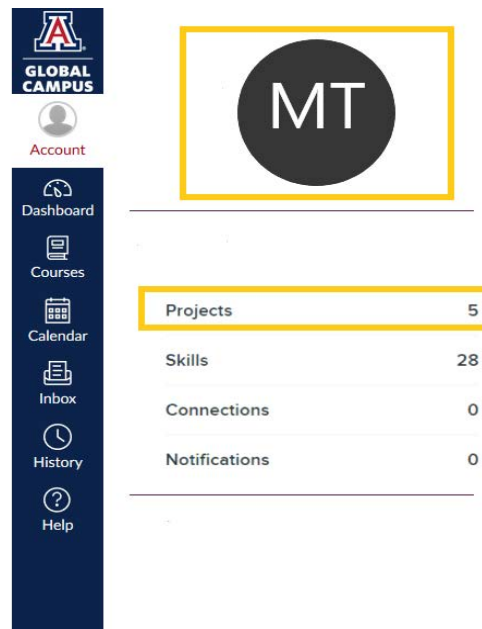 A
GLOBAL
CAMPUS
Account
Dashboard
Courses
Calendar
Inbox
History
?
Help
MT
Projects 5
Skills 28
Connections 0
Notifications 0